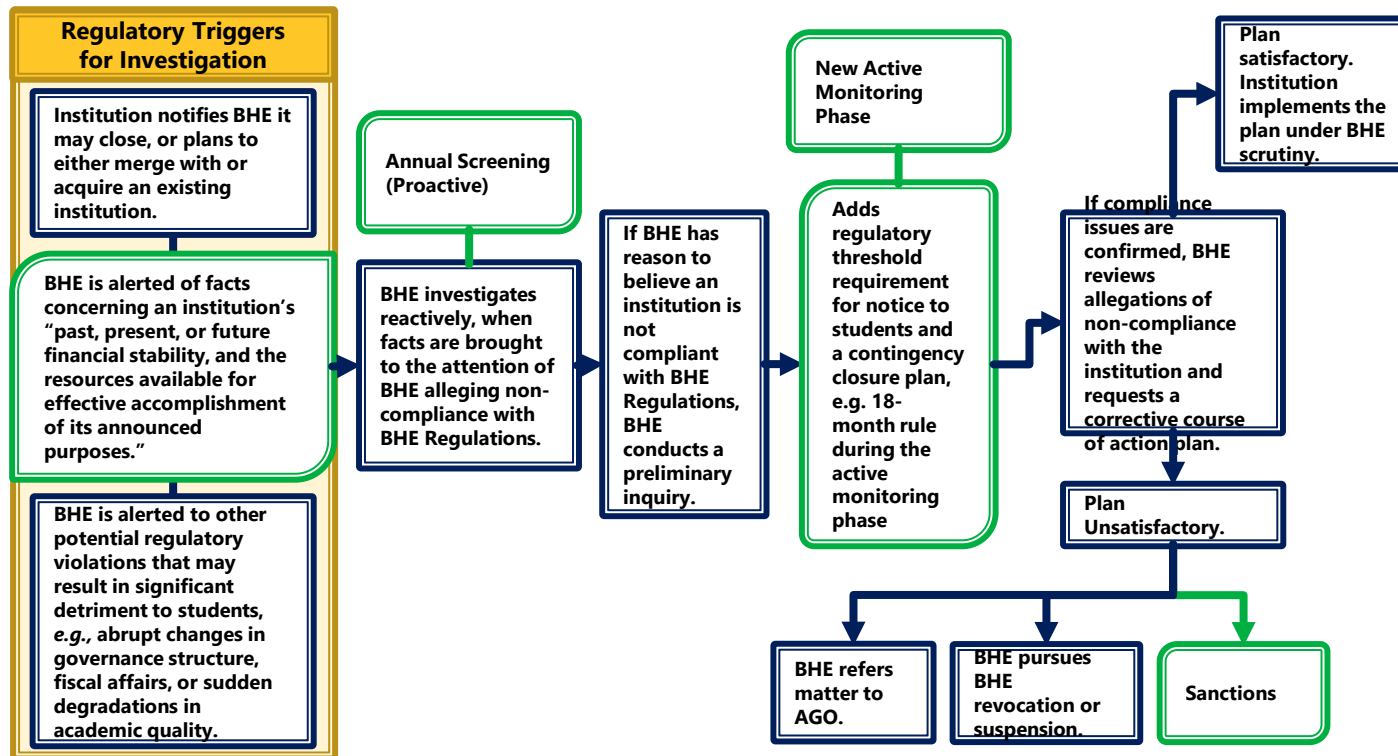 Regulatory Triggers
for Investigation
Institution notifies BHE it
may close, or plans to
either merge with or
acquire an existing
institution.
BHE is alerted of facts
concerning an institution’s
“past, present, or future
financial stability, and the
resources available for
effective accomplishment
of its announced
purposes.”
BHE is alerted to other
potential regulatory
violations that may
result in significant
detriment to students,
e.g., abrupt changes in
governance structure,
fiscal affairs, or sudden
degradations in
academic quality.
Annual Screening
(Proactive)
BHE investigates
reactively, when
facts are brought
to the attention of
BHE alleging non-
compliance with
BHE Regulations.
If BHE has
reason to
believe an
institution is
not
compliant
with BHE
Regulations,
BHE
conducts a
preliminary
inquiry.
New Active
Monitoring
Phase
Adds
regulatory
threshold
requirement
for notice to
students and
a contingency
closure plan,
e.g. 18-
month rule
during the
active
monitoring
phase
Plan
satisfactory.
Institution
implements the
plan under BHE
scrutiny.
If compliance
issues are
confirmed, BHE
reviews
allegations of
non-compliance
with the
institution and
requests a
corrective course
of action plan.
Plan
Unsatisfactory.
BHE refers
matter to
AGO.
BHE pursues
BHE
revocation or
suspension.
Sanctions